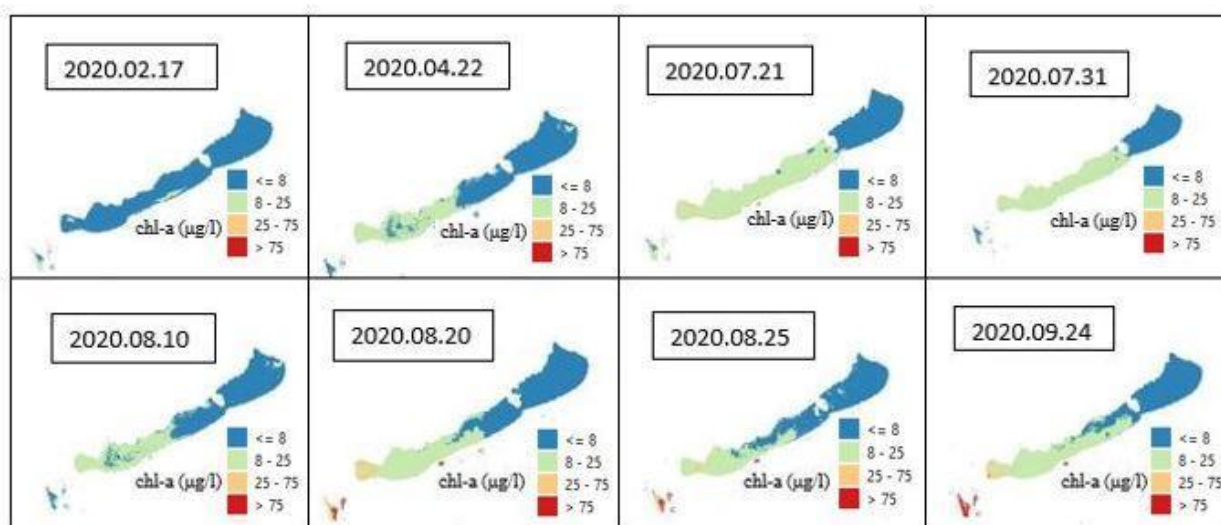 2020.02.17
<= 8
8 - 25
chl-a (µg/l) 25 - 75
> 75
2020.04.22
<= 8
8 - 25
chl-a (µg/l) 25 - 75
> 75
2020.07.21
<= 8
8 - 25
chl-a (µg/l) 25 - 75
> 75
2020.07.31
<= 8
8 - 25
chl-a (µg/l) 25 - 75
> 75
2020.08.10
<= 8
8 - 25
chl-a (µg/l) 25 - 75
> 75
2020.08.20
<= 8
8 - 25
chl-a (µg/l) 25 - 75
> 75
2020.08.25
<= 8
8 - 25
chl-a (µg/l) 25 - 75
> 75
2020.09.24
<= 8
8 - 25
chl-a (µg/l) 25 - 75
> 75